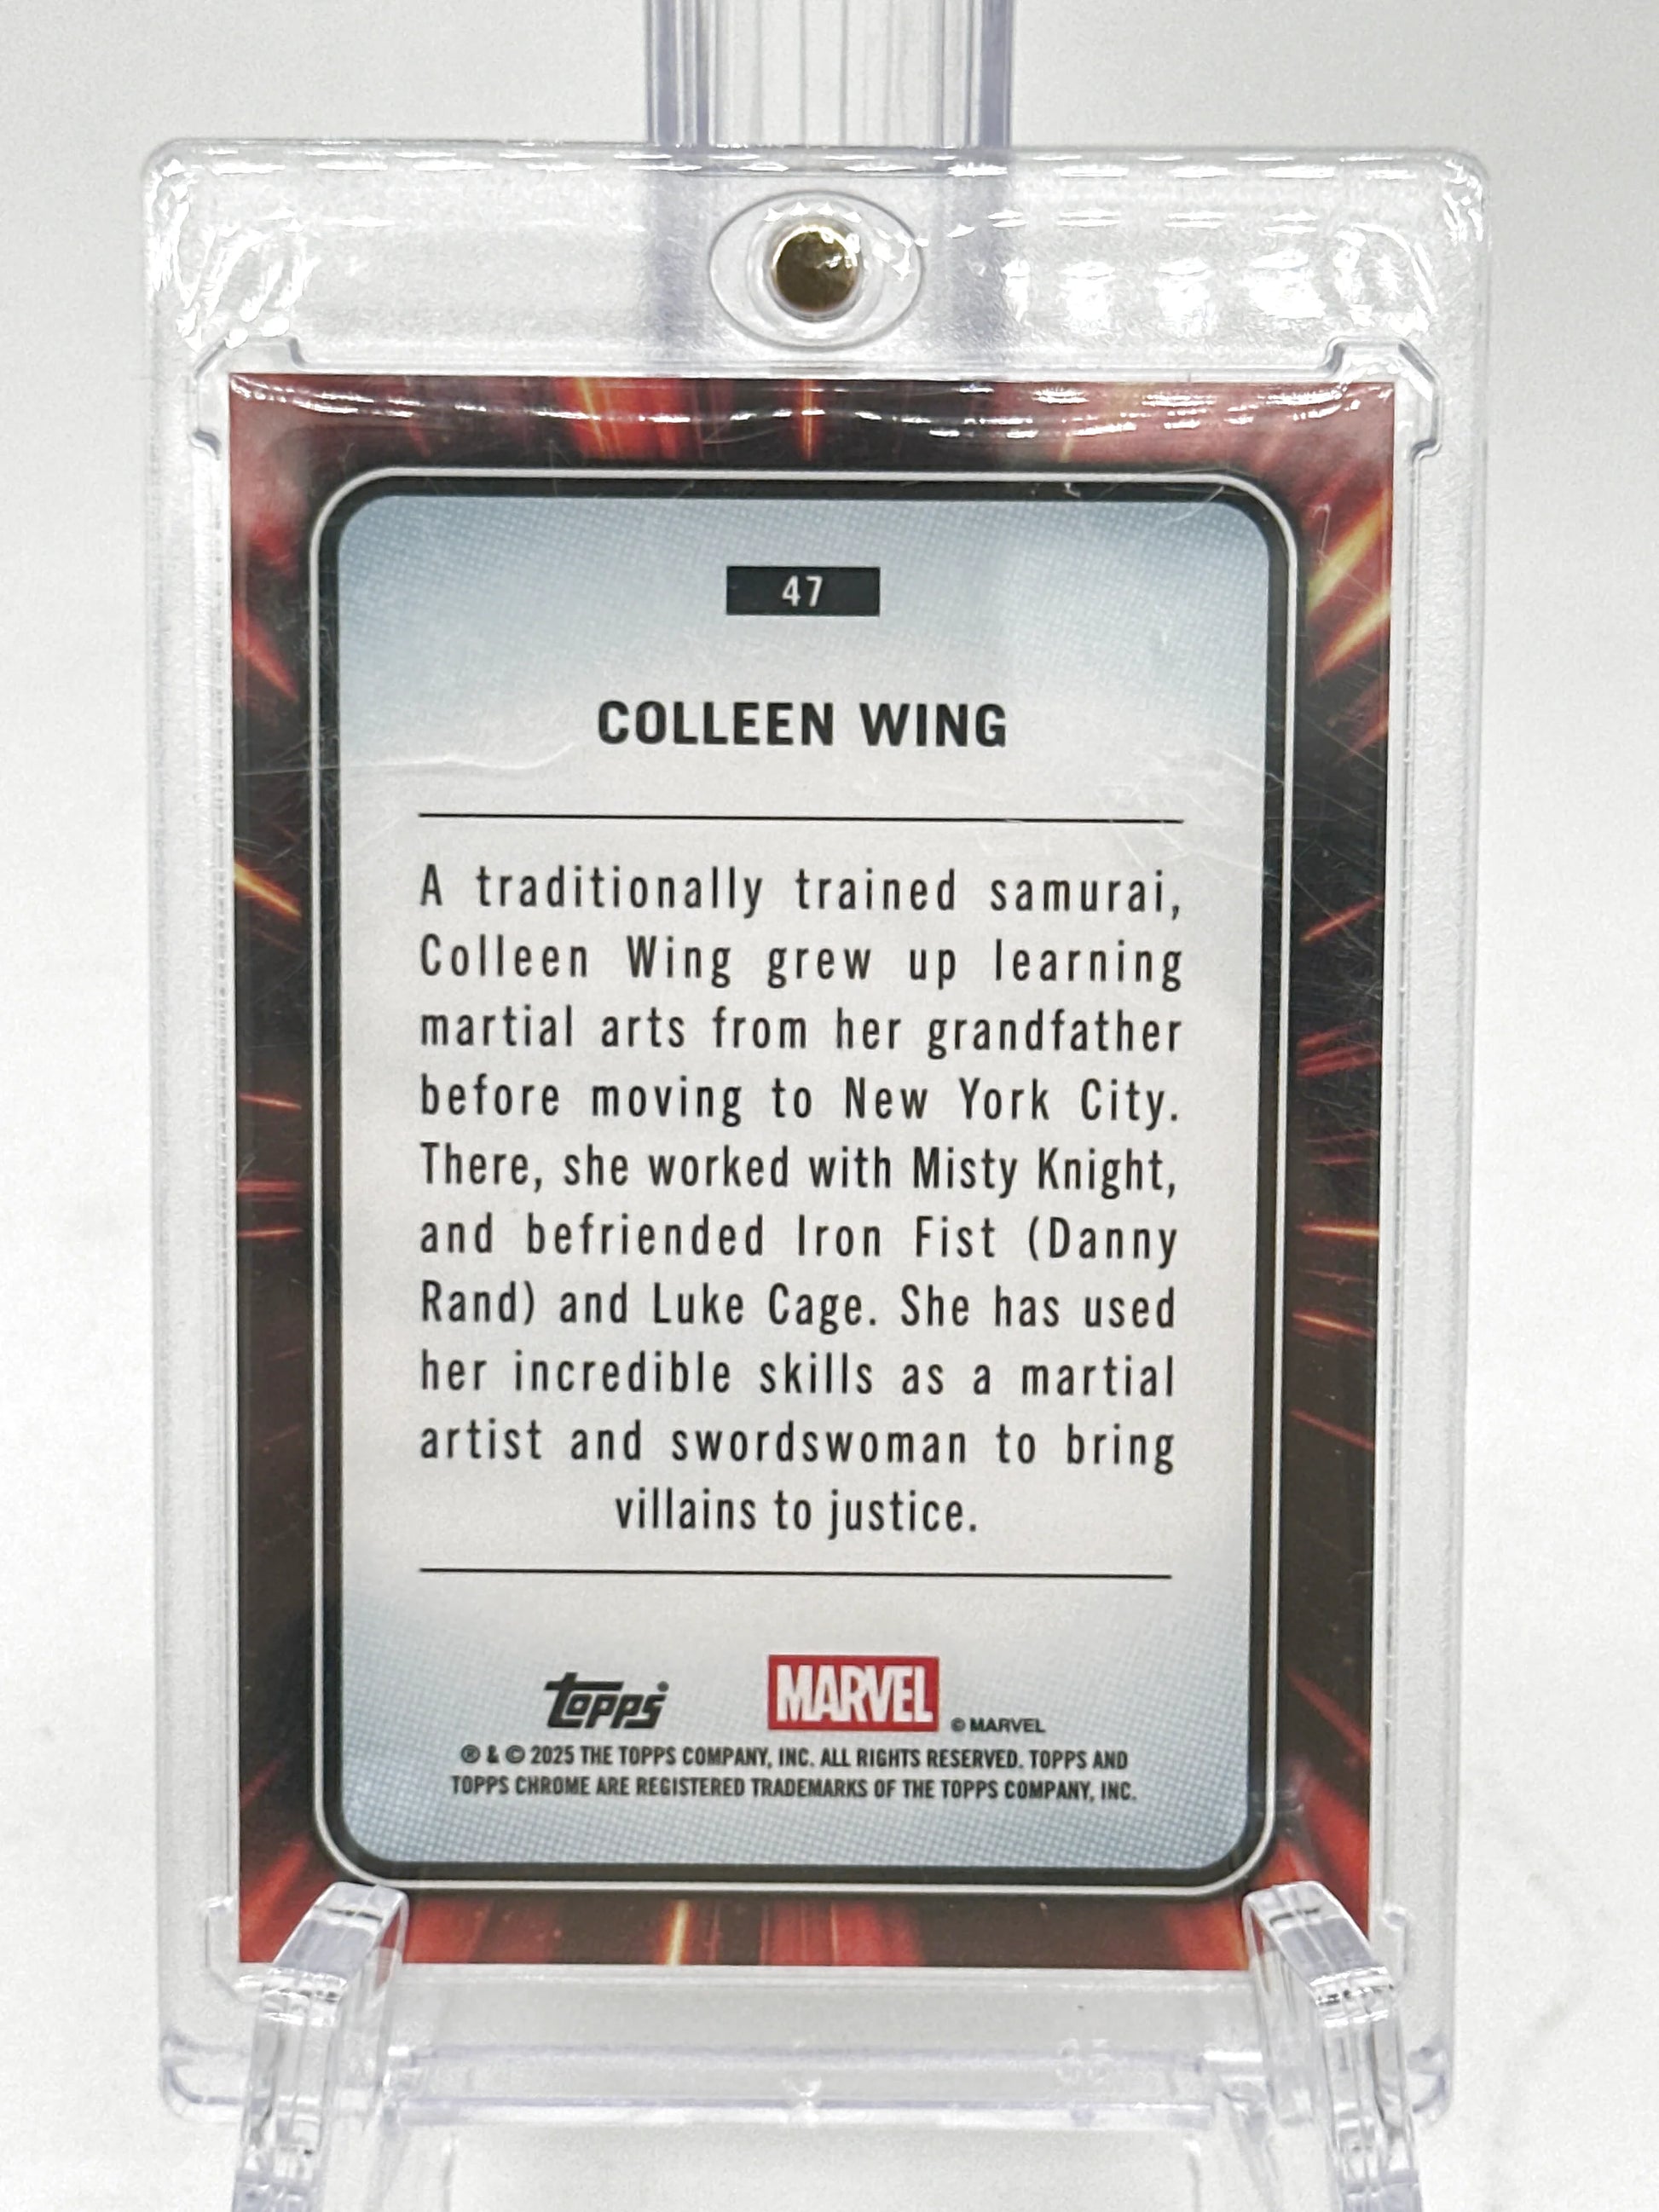 47
COLLEEN WING
A traditionally trained samurai,
Colleen Wing grew up learning
martial arts from her grandfather
before moving to New York City.
There, she worked with Misty Knight,
and befriended Iron Fist (Danny
Rand) and Luke Cage. She has used
her incredible skills as a martial
artist and swordswoman to bring
villains to justice.
topps MARVEL © MARVEL
® & © 2025 THE TOPPS COMPANY, INC. ALL RIGHTS RESERVED. TOPPS AND
TOPPS CHROME ARE REGISTERED TRADEMARKS OF THE TOPPS COMPANY, INC.